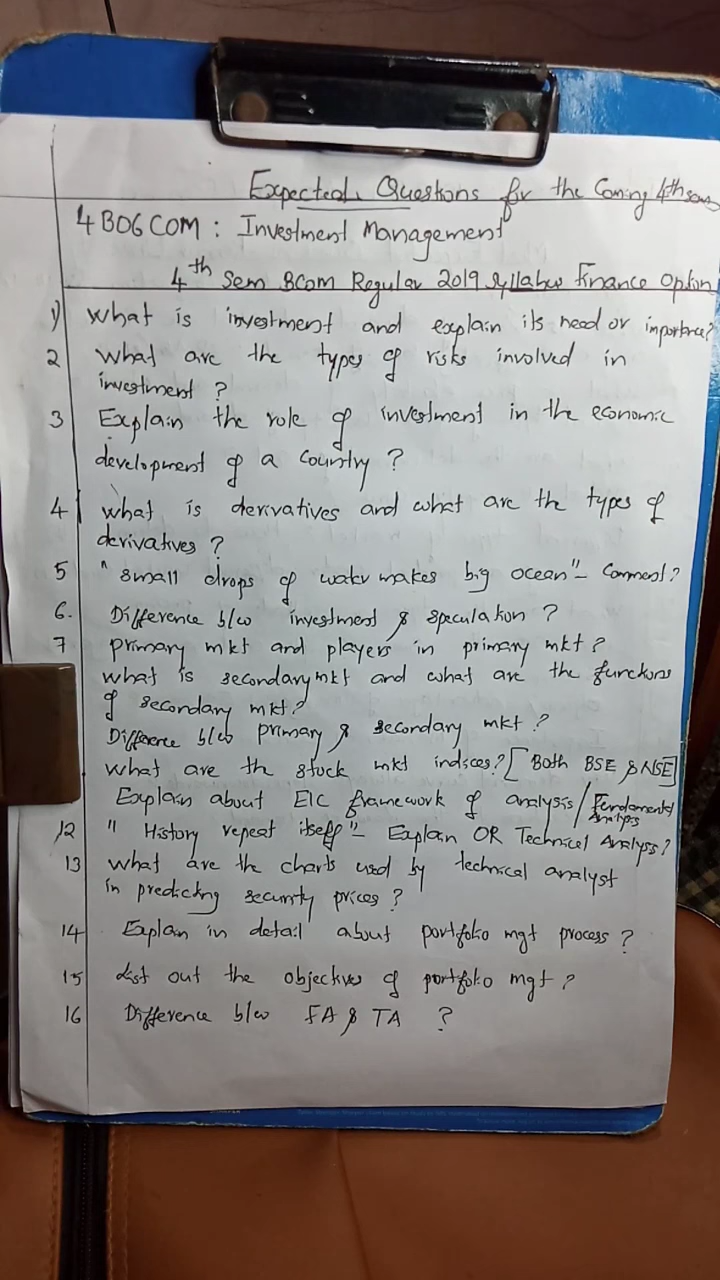 Expected Questions for the Coming 4th sem
4 BO6 COM : Investment Management
4th Sem BCom Regular 2019 Syllabus Finance Option
1) What is investment and explain its need or importance?
2 What are the types of risks involved in
investment ?
3 Explain the role of investment in the economic
development of a country ?
4 what is derivatives and what are the types of
derivatives ?
5 "small drops of water makes big ocean" - Comment?
6. Difference b/w investment & speculation ?
7 primary mkt and players in primary mkt ?
what is secondary mkt and what are the functions
of secondary mkt?
Difference b/w primary & secondary mkt ?
What are the stock mkt indices? [Both BSE & NSE]
Explain about EIC framework of analysis / Fundamental
Analysis
12 "History repeat itself" - Explain OR Technical Analysis?
13 What are the charts used by technical analyst
in predicting security prices ?
14 Explain in detail about portfolio mgt process ?
15 List out the objectives of portfolio mgt ?
16 Difference b/w FA & TA ?